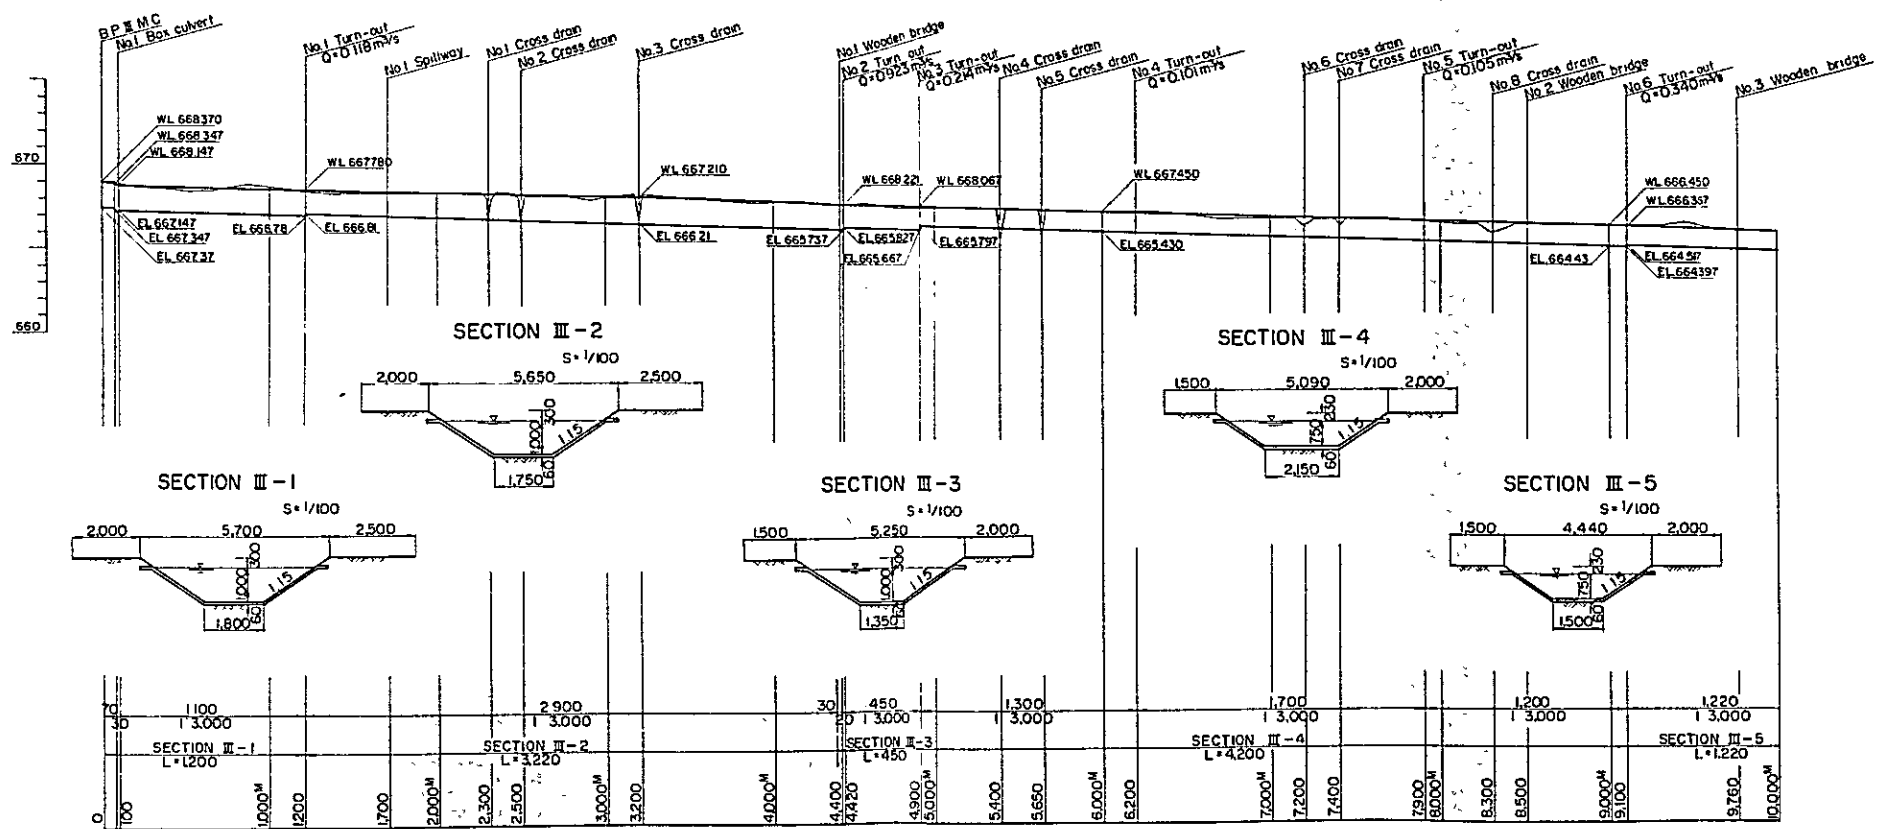 BP Ⅲ MC
No.1 Box culvert
No.1 Turn-out
Q=0.118m³/s
No.1 Spillway
No.1 Cross drain
No.2 Cross drain
No.3 Cross drain
No.1 Wooden bridge
No.2 Turn out
Q=0.923m³/s
No.3 Turn-out
Q=0.214m³/s
No.4 Cross drain
No.5 Cross drain
No.4 Turn-out
Q=0.101m³/s
No.6 Cross drain
No.7 Cross drain
No.5 Turn-out
Q=0.105m³/s
No.8 Cross drain
No.2 Wooden bridge
No.6 Turn-out
Q=0.340m³/s
No.3 Wooden bridge
670
660
WL 668.370
WL 668.347
WL 668.147
WL 667.780
WL 667.210
WL 668.221
WL 668.067
WL 667.450
WL 666.450
WL 666.367
EL 667.147
EL 667.347
EL 667.37
EL 666.78
EL 666.81
EL 666.21
EL 665.737
EL 665.827
EL 665.667
EL 665.797
EL 665.430
EL 664.43
EL 664.517
EL 664.397
SECTION Ⅲ-2
S=1/100
2,000 5,650 2,500
300
1,000
1.15
60
1,750
SECTION Ⅲ-4
S=1/100
1,500 5,090 2,000
230
750
1.15
60
2,150
SECTION Ⅲ-1
S=1/100
2,000 5,700 2,500
300
1,000
1.15
60
1,800
SECTION Ⅲ-3
S=1/100
1,500 5,250 2,000
300
1,000
1.15
1,350
SECTION Ⅲ-5
S=1/100
1,500 4,440 2,000
230
750
1.15
60
1,500
70 1,100 2,900 30 450 1,300 1,700 1,200 1,220
30 1 3,000 1 3,000 20 1 3,000 1 3,000 1 3,000 1 3,000 1 3,000
SECTION Ⅲ-1
L=1,200
SECTION Ⅲ-2
L=3,220
SECTION Ⅲ-3
L=450
SECTION Ⅲ-4
L=4,200
SECTION Ⅲ-5
L=1,220
0 100 1,000M 1,200 1,700 2,000M 2,300 2,500 3,000M 3,200 4,000M 4,400 4,420 4,900 5,000M 5,400 5,650 6,000M 6,200 7,000M 7,200 7,400 7,900 8,000M 8,300 8,500 9,000M 9,100 9,760 10,000M